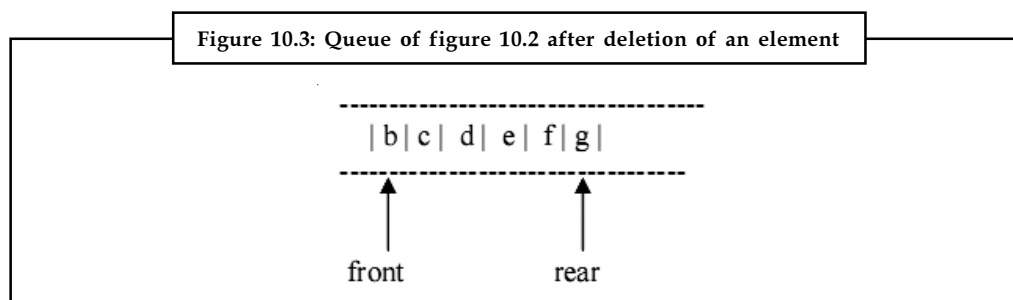 Figure 10.3: Queue of figure 10.2 after deletion of an element
| b | c | d | e | f | g |
front rear